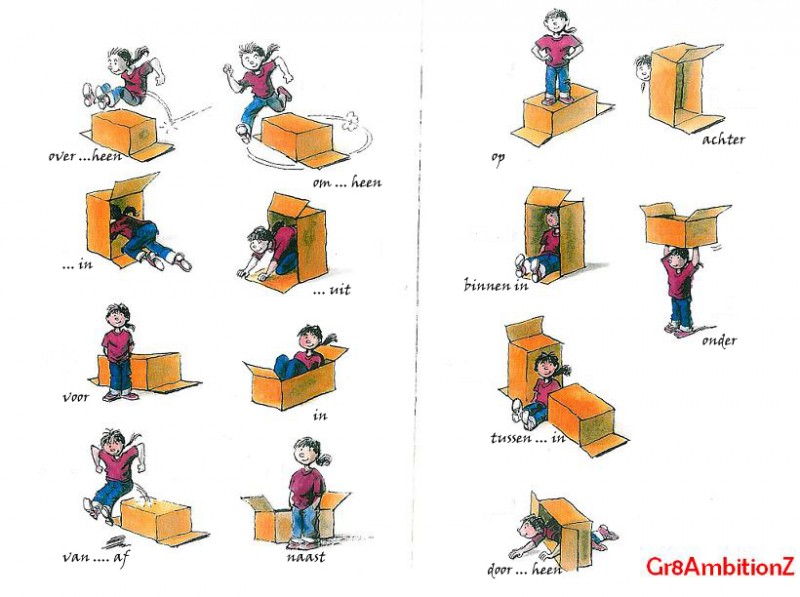 over ...heen
om ... heen
... in
... uit
voor
in
van .... af
naast
op
achter
binnen in
onder
tussen ... in
door ... heen
Gr8AmbitionZ